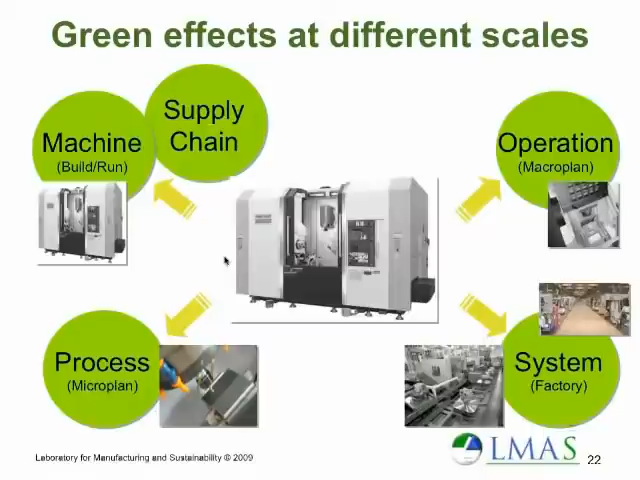 Green effects at different scales
Supply
Chain
Machine
(Build/Run)
Operation
(Macroplan)
Process
(Microplan)
System
(Factory)
Laboratory for Manufacturing and Sustainability © 2009
LMAS
22